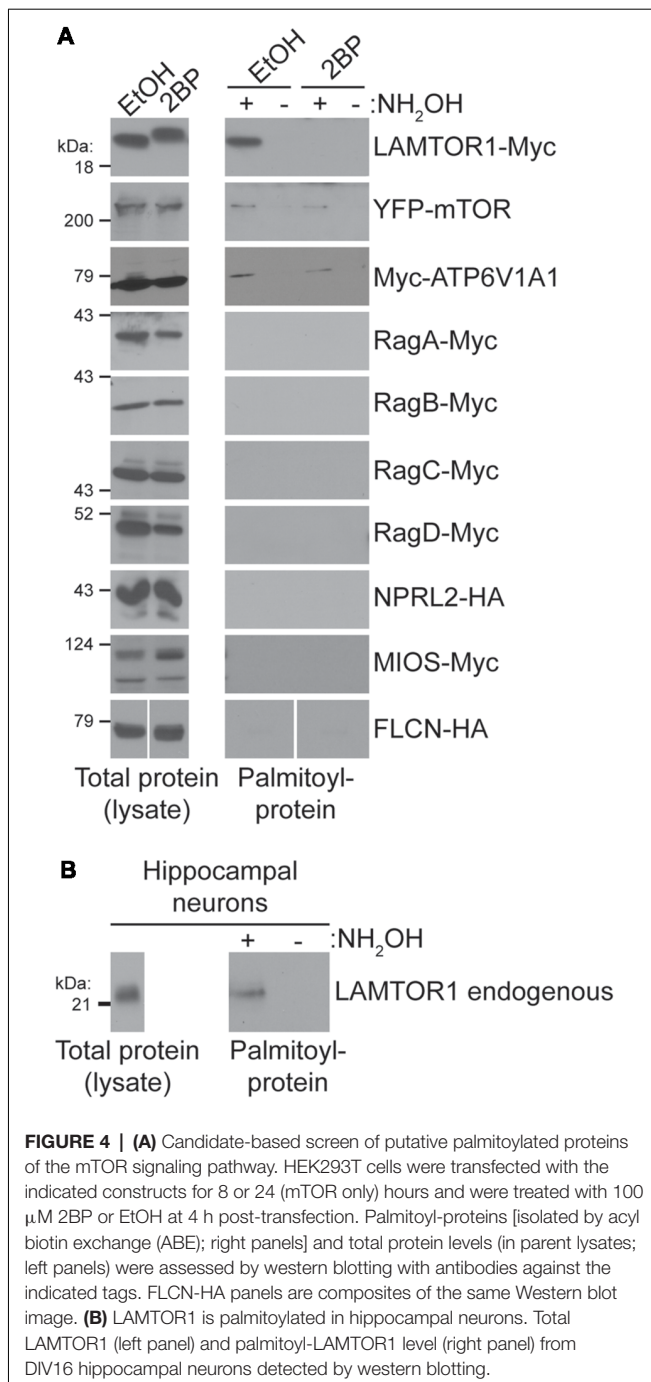 A
EtOH 2BP EtOH 2BP
+ - + - :NH₂OH
kDa:
18
LAMTOR1-Myc
200
YFP-mTOR
79
Myc-ATP6V1A1
43
RagA-Myc
43
RagB-Myc
43
RagC-Myc
52
RagD-Myc
43
NPRL2-HA
124
MIOS-Myc
79
FLCN-HA
Total protein Palmitoyl-
(lysate) protein
B
Hippocampal
neurons
+ - :NH₂OH
kDa:
21
LAMTOR1 endogenous
Total protein Palmitoyl-
(lysate) protein
FIGURE 4 | (A) Candidate-based screen of putative palmitoylated proteins
of the mTOR signaling pathway. HEK293T cells were transfected with the
indicated constructs for 8 or 24 (mTOR only) hours and were treated with 100
μM 2BP or EtOH at 4 h post-transfection. Palmitoyl-proteins [isolated by acyl
biotin exchange (ABE); right panels] and total protein levels (in parent lysates;
left panels) were assessed by western blotting with antibodies against the
indicated tags. FLCN-HA panels are composites of the same Western blot
image. (B) LAMTOR1 is palmitoylated in hippocampal neurons. Total
LAMTOR1 (left panel) and palmitoyl-LAMTOR1 level (right panel) from
DIV16 hippocampal neurons detected by western blotting.